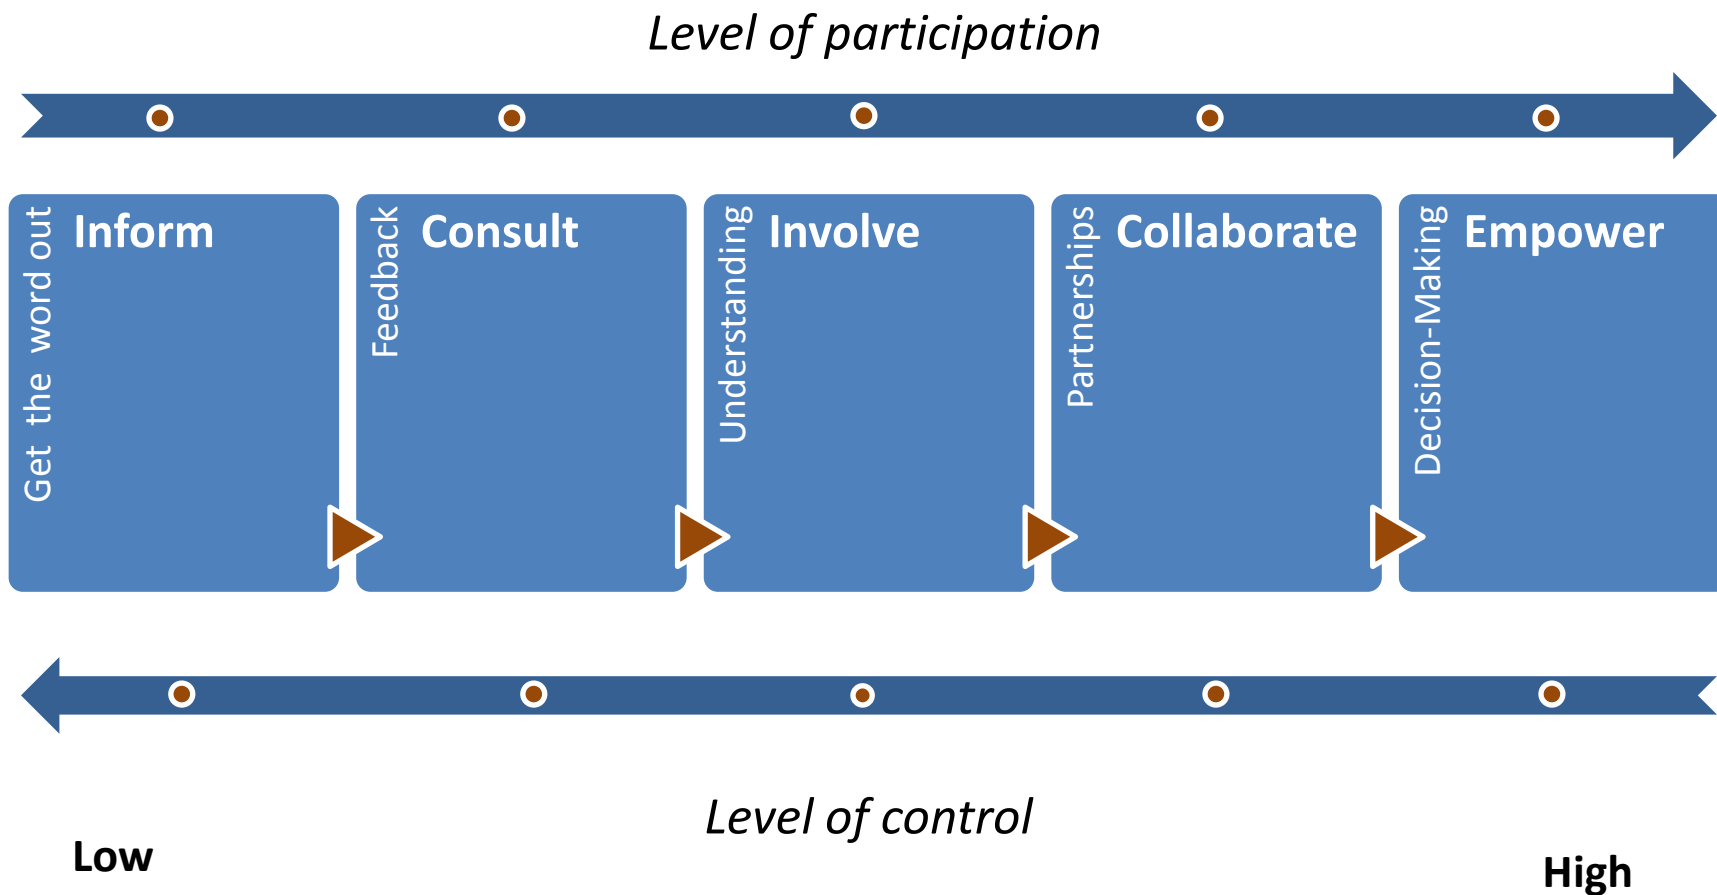 Level of participation
Get the word out
Inform
Feedback
Consult
Understanding
Involve
Partnerships
Collaborate
Decision-Making
Empower
Level of control
Low
High